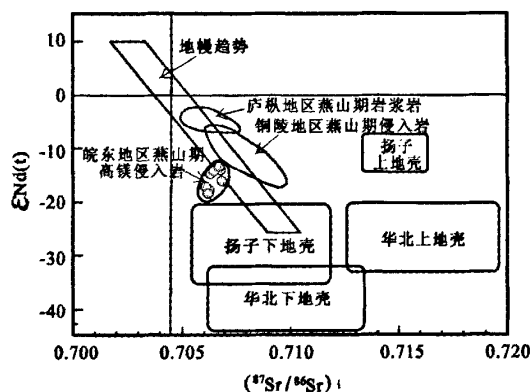 地幔趋势
庐枞地区燕山期岩浆岩
铜陵地区燕山期侵入岩
皖东地区燕山期
高镁侵入岩
扬子
上地壳
扬子下地壳
华北上地壳
华北下地壳
εNd(t)
10
0
-10
-20
-30
-40
0.700
0.705
0.710
0.715
0.720
(⁸⁷Sr/⁸⁶Sr)i